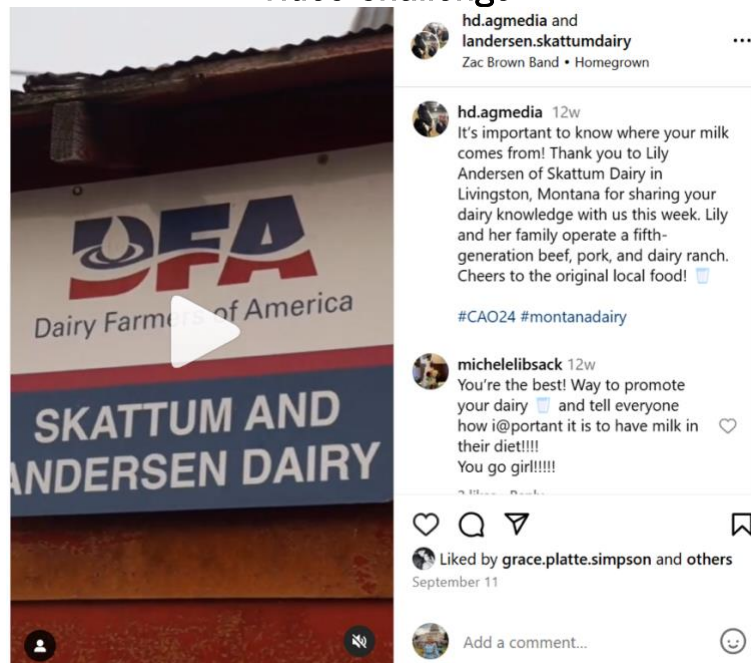 DFA
Dairy Farmers of America
SKATTUM AND
ANDERSEN DAIRY
hd.agmedia and
landersen.skattumdairy
Zac Brown Band • Homegrown
hd.agmedia 12w
It's important to know where your milk
comes from! Thank you to Lily
Andersen of Skattum Dairy in
Livingston, Montana for sharing your
dairy knowledge with us this week. Lily
and her family operate a fifth-
generation beef, pork, and dairy ranch.
Cheers to the original local food! 🥛
#CAO24 #montanadairy
michelelibsack 12w
You're the best! Way to promote
your dairy 🥛 and tell everyone
how i@portant it is to have milk in
their diet!!!!
You go girl!!!!!
Liked by grace.platte.simpson and others
September 11
Add a comment...